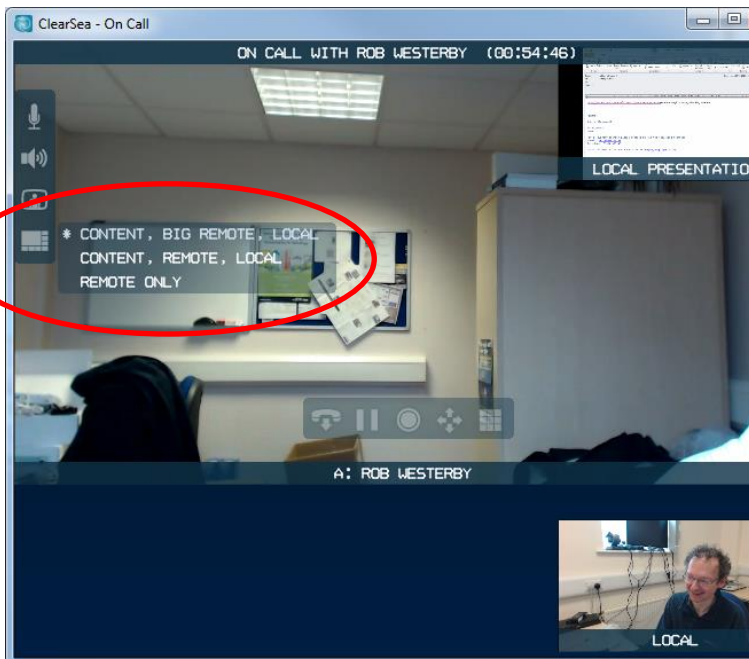 ClearSea - On Call
ON CALL WITH ROB WESTERBY (00:54:46)
LOCAL PRESENTATIO
* CONTENT, BIG REMOTE, LOCAL
CONTENT, REMOTE, LOCAL
REMOTE ONLY
A: ROB WESTERBY
LOCAL